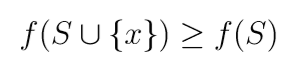 f(S ∪ {x}) ≥ f(S)